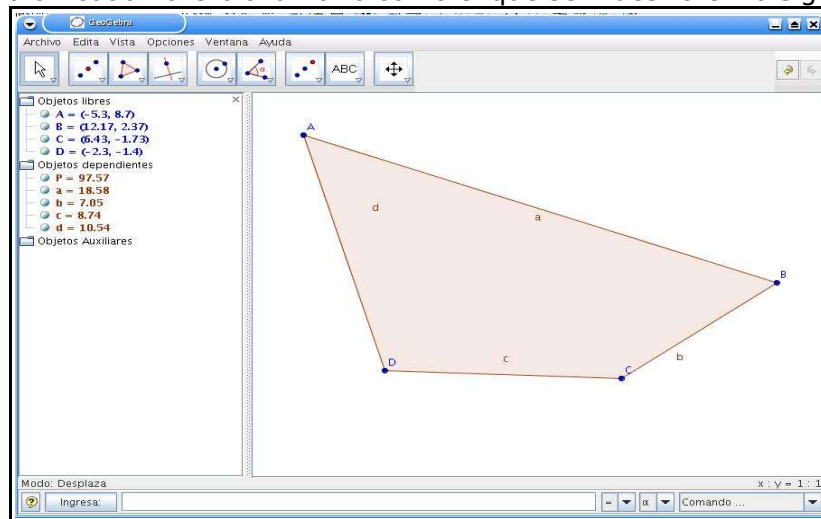 GeoGebra
Archivo Edita Vista Opciones Ventana Ayuda
ABC
Objetos libres
A = (-5.3, 8.7)
B = (12.17, 2.37)
C = (6.43, -1.73)
D = (-2.3, -1.4)
Objetos dependientes
P = 97.57
a = 18.58
b = 7.05
c = 8.74
d = 10.54
Objetos Auxiliares
A
d
a
B
D
c
C
b
Modo: Desplaza
x : y = 1 : 1
Ingresa:
=
α
Comando ...